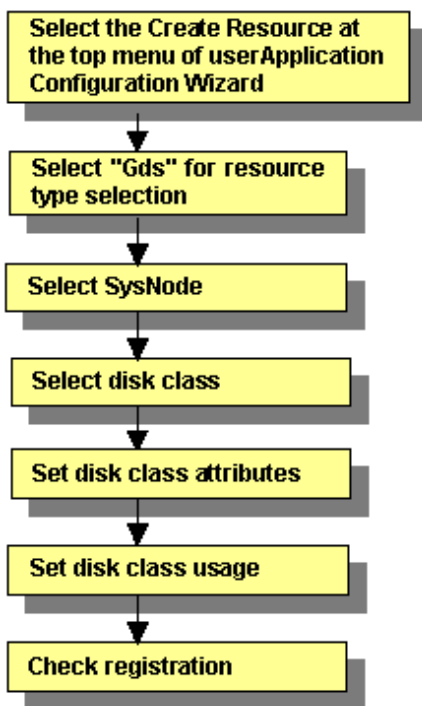 Select the Create Resource at
the top menu of userApplication
Configuration Wizard
Select "Gds" for resource
type selection
Select SysNode
Select disk class
Set disk class attributes
Set disk class usage
Check registration